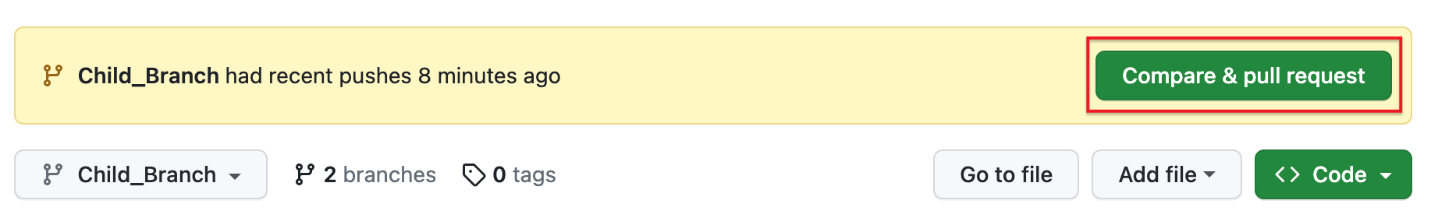 Child_Branch had recent pushes 8 minutes ago
Compare & pull request
Child_Branch
2 branches
0 tags
Go to file
Add file
<> Code